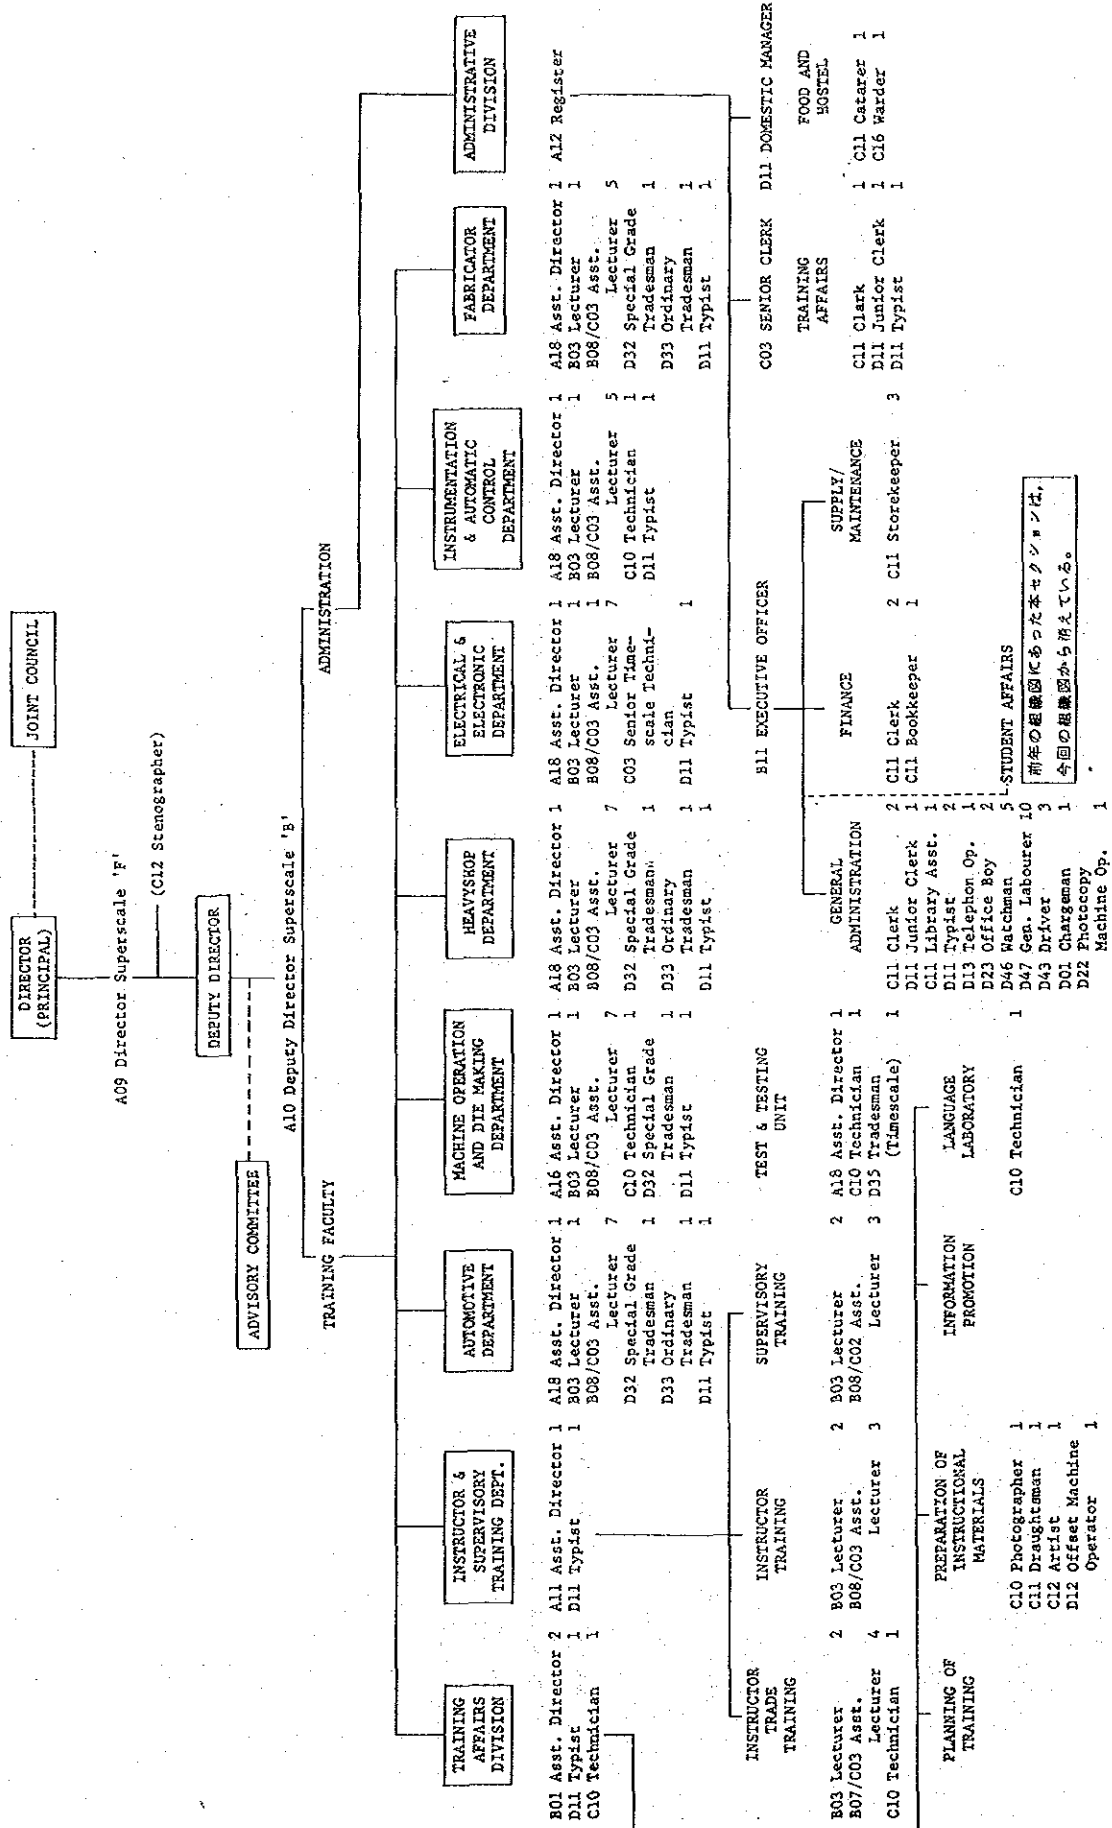 DIRECTOR
(PRINCIPAL)
JOINT COUNCIL
A09 Director Superscale 'F'
(C12 Stenographer)
DEPUTY DIRECTOR
ADVISORY COMMITTEE
A10 Deputy Director Superscale 'B'
TRAINING FACULTY
ADMINISTRATION
TRAINING
AFFAIRS
DIVISION
B01 Asst. Director 2
D11 Typist 1
C10 Technician 1
INSTRUCTOR &
SUPERVISORY
TRAINING DEPT.
A11 Asst. Director 1
D11 Typist 1
AUTOMOTIVE
DEPARTMENT
A18 Asst. Director 1
B03 Lecturer 1
B08/C03 Asst.
Lecturer 7
D32 Special Grade
Tradesman 1
D33 Ordinary
Tradesman 1
D11 Typist 1
MACHINE OPERATION
AND DIE MAKING
DEPARTMENT
A16 Asst. Director 1
B03 Lecturer 1
B08/C03 Asst.
Lecturer 7
C10 Technician 1
D32 Special Grade
Tradesman 1
D11 Typist 1
HEAVYSHOP
DEPARTMENT
A18 Asst. Director 1
B03 Lecturer 1
B08/C03 Asst.
Lecturer 7
D32 Special Grade
Tradesman 1
D33 Ordinary
Tradesman 1
D11 Typist 1
ELECTRICAL &
ELECTRONIC
DEPARTMENT
A18 Asst. Director 1
B03 Lecturer 1
B08/C03 Asst. 1
Lecturer 7
C03 Senior Time-
scale Techni-
cian 1
D11 Typist 1
INSTRUMENTATION
& AUTOMATIC
CONTROL
DEPARTMENT
A18 Asst. Director 1
B03 Lecturer 1
B08/C03 Asst.
Lecturer 5
C10 Technician 1
D11 Typist 1
FABRICATOR
DEPARTMENT
A18 Asst. Director 1
B03 Lecturer 1
B08/C03 Asst.
Lecturer 5
D32 Special Grade
Tradesman 1
D33 Ordinary
Tradesman 1
D11 Typist 1
ADMINISTRATIVE
DIVISION
A12 Register
INSTRUCTOR
TRADE
TRAINING
B03 Lecturer 2
B07/C03 Asst.
Lecturer 4
C10 Technician 1
INSTRUCTOR
TRAINING
B03 Lecturer 2
B08/C03 Asst.
Lecturer 3
SUPERVISORY
TRAINING
B03 Lecturer 2
B08/C02 Asst.
Lecturer 3
TEST & TESTING
UNIT
A18 Asst. Director 1
C10 Technician 1
D35 Tradesman
(Timescale) 1
B11 EXECUTIVE OFFICER
C03 SENIOR CLERK
D11 DOMESTIC MANAGER
GENERAL
ADMINISTRATION
C11 Clerk 2
D11 Junior Clerk 1
C11 Library Asst. 1
D11 Typist 2
D13 Telephon Op. 1
D23 Office Boy 2
D46 Watchman 5
D47 Gen. Labourer 10
D43 Driver 3
D01 Chargeman 1
D22 Photocopy
Machine Op. 1
FINANCE
C11 Clerk 2
C11 Bookkeeper 1
STUDENT AFFAIRS
前年の組織図にあった本セクションは,
今回の組織図から消えている。
SUPPLY/
MAINTENANCE
C11 Storekeeper 3
TRAINING
AFFAIRS
C11 Clark 1
D11 Junior Clerk 1
D11 Typist 1
FOOD AND
HOSTEL
C11 Catarer 1
C16 Warder 1
PLANNING OF
TRAINING
PREPARATION OF
INSTRUCTIONAL
MATERIALS
C10 Photographer 1
C11 Draughtsman 1
C12 Artist 1
D12 Offset Machine
Operator 1
INFORMATION
PROMOTION
LANGUAGE
LABORATORY
C10 Technician 1